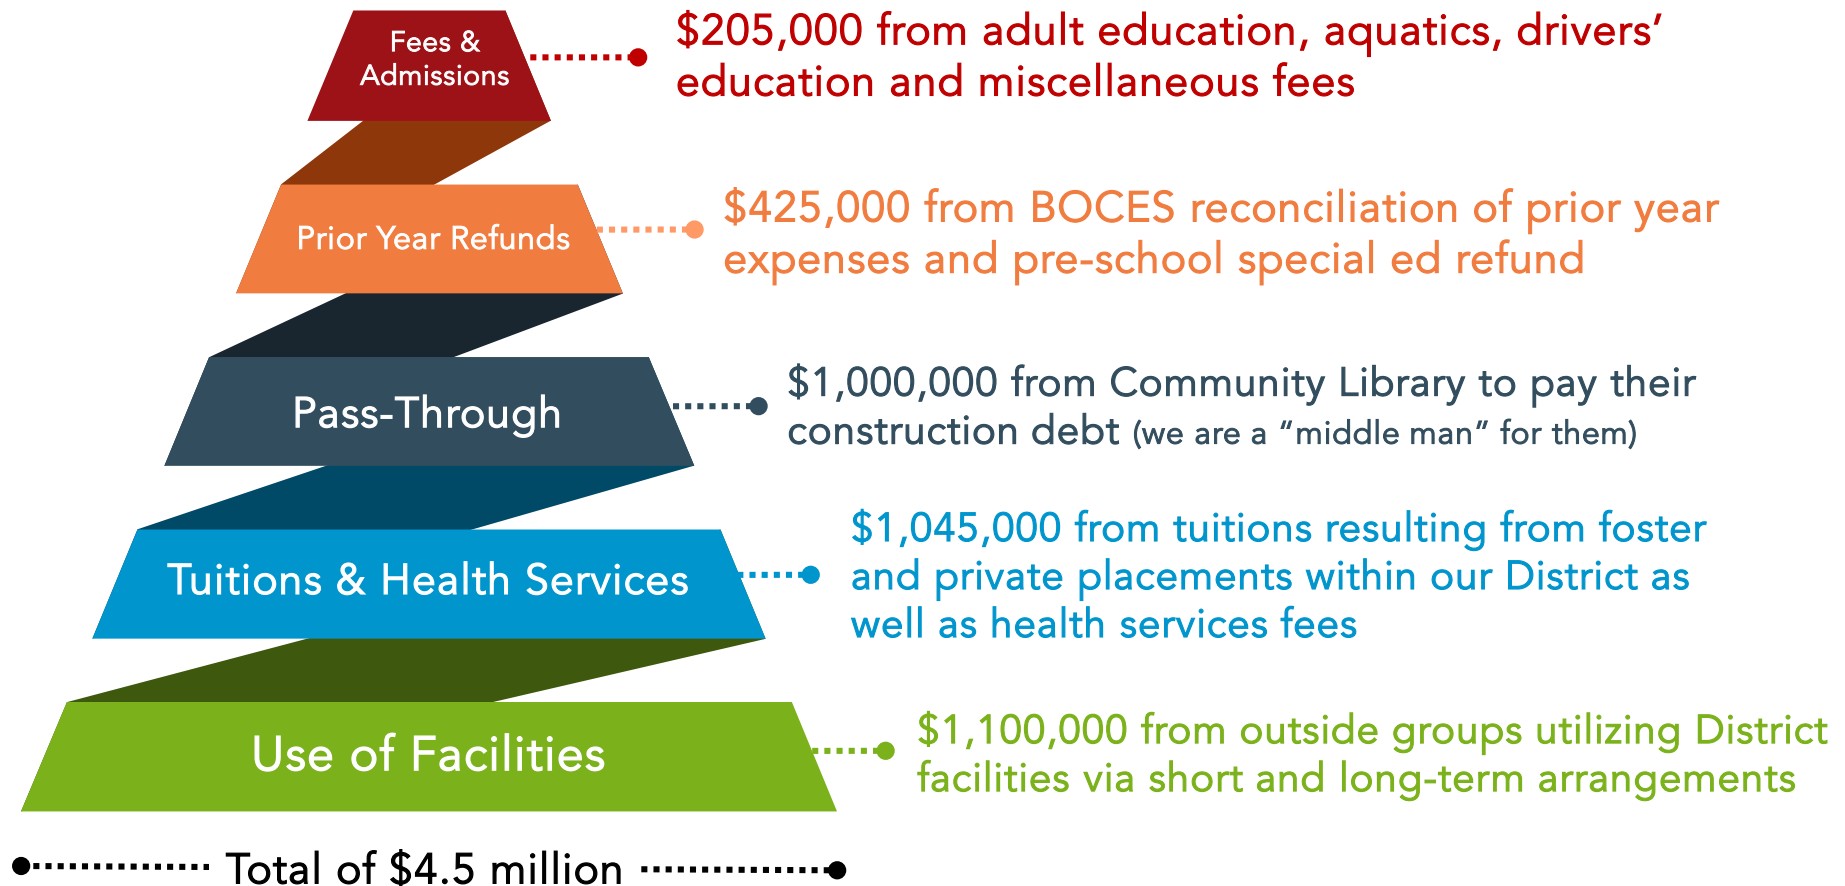 Fees &
Admissions
$205,000 from adult education, aquatics, drivers’
education and miscellaneous fees
Prior Year Refunds
$425,000 from BOCES reconciliation of prior year
expenses and pre-school special ed refund
Pass-Through
$1,000,000 from Community Library to pay their
construction debt (we are a “middle man” for them)
Tuitions & Health Services
$1,045,000 from tuitions resulting from foster
and private placements within our District as
well as health services fees
Use of Facilities
$1,100,000 from outside groups utilizing District
facilities via short and long-term arrangements
Total of $4.5 million